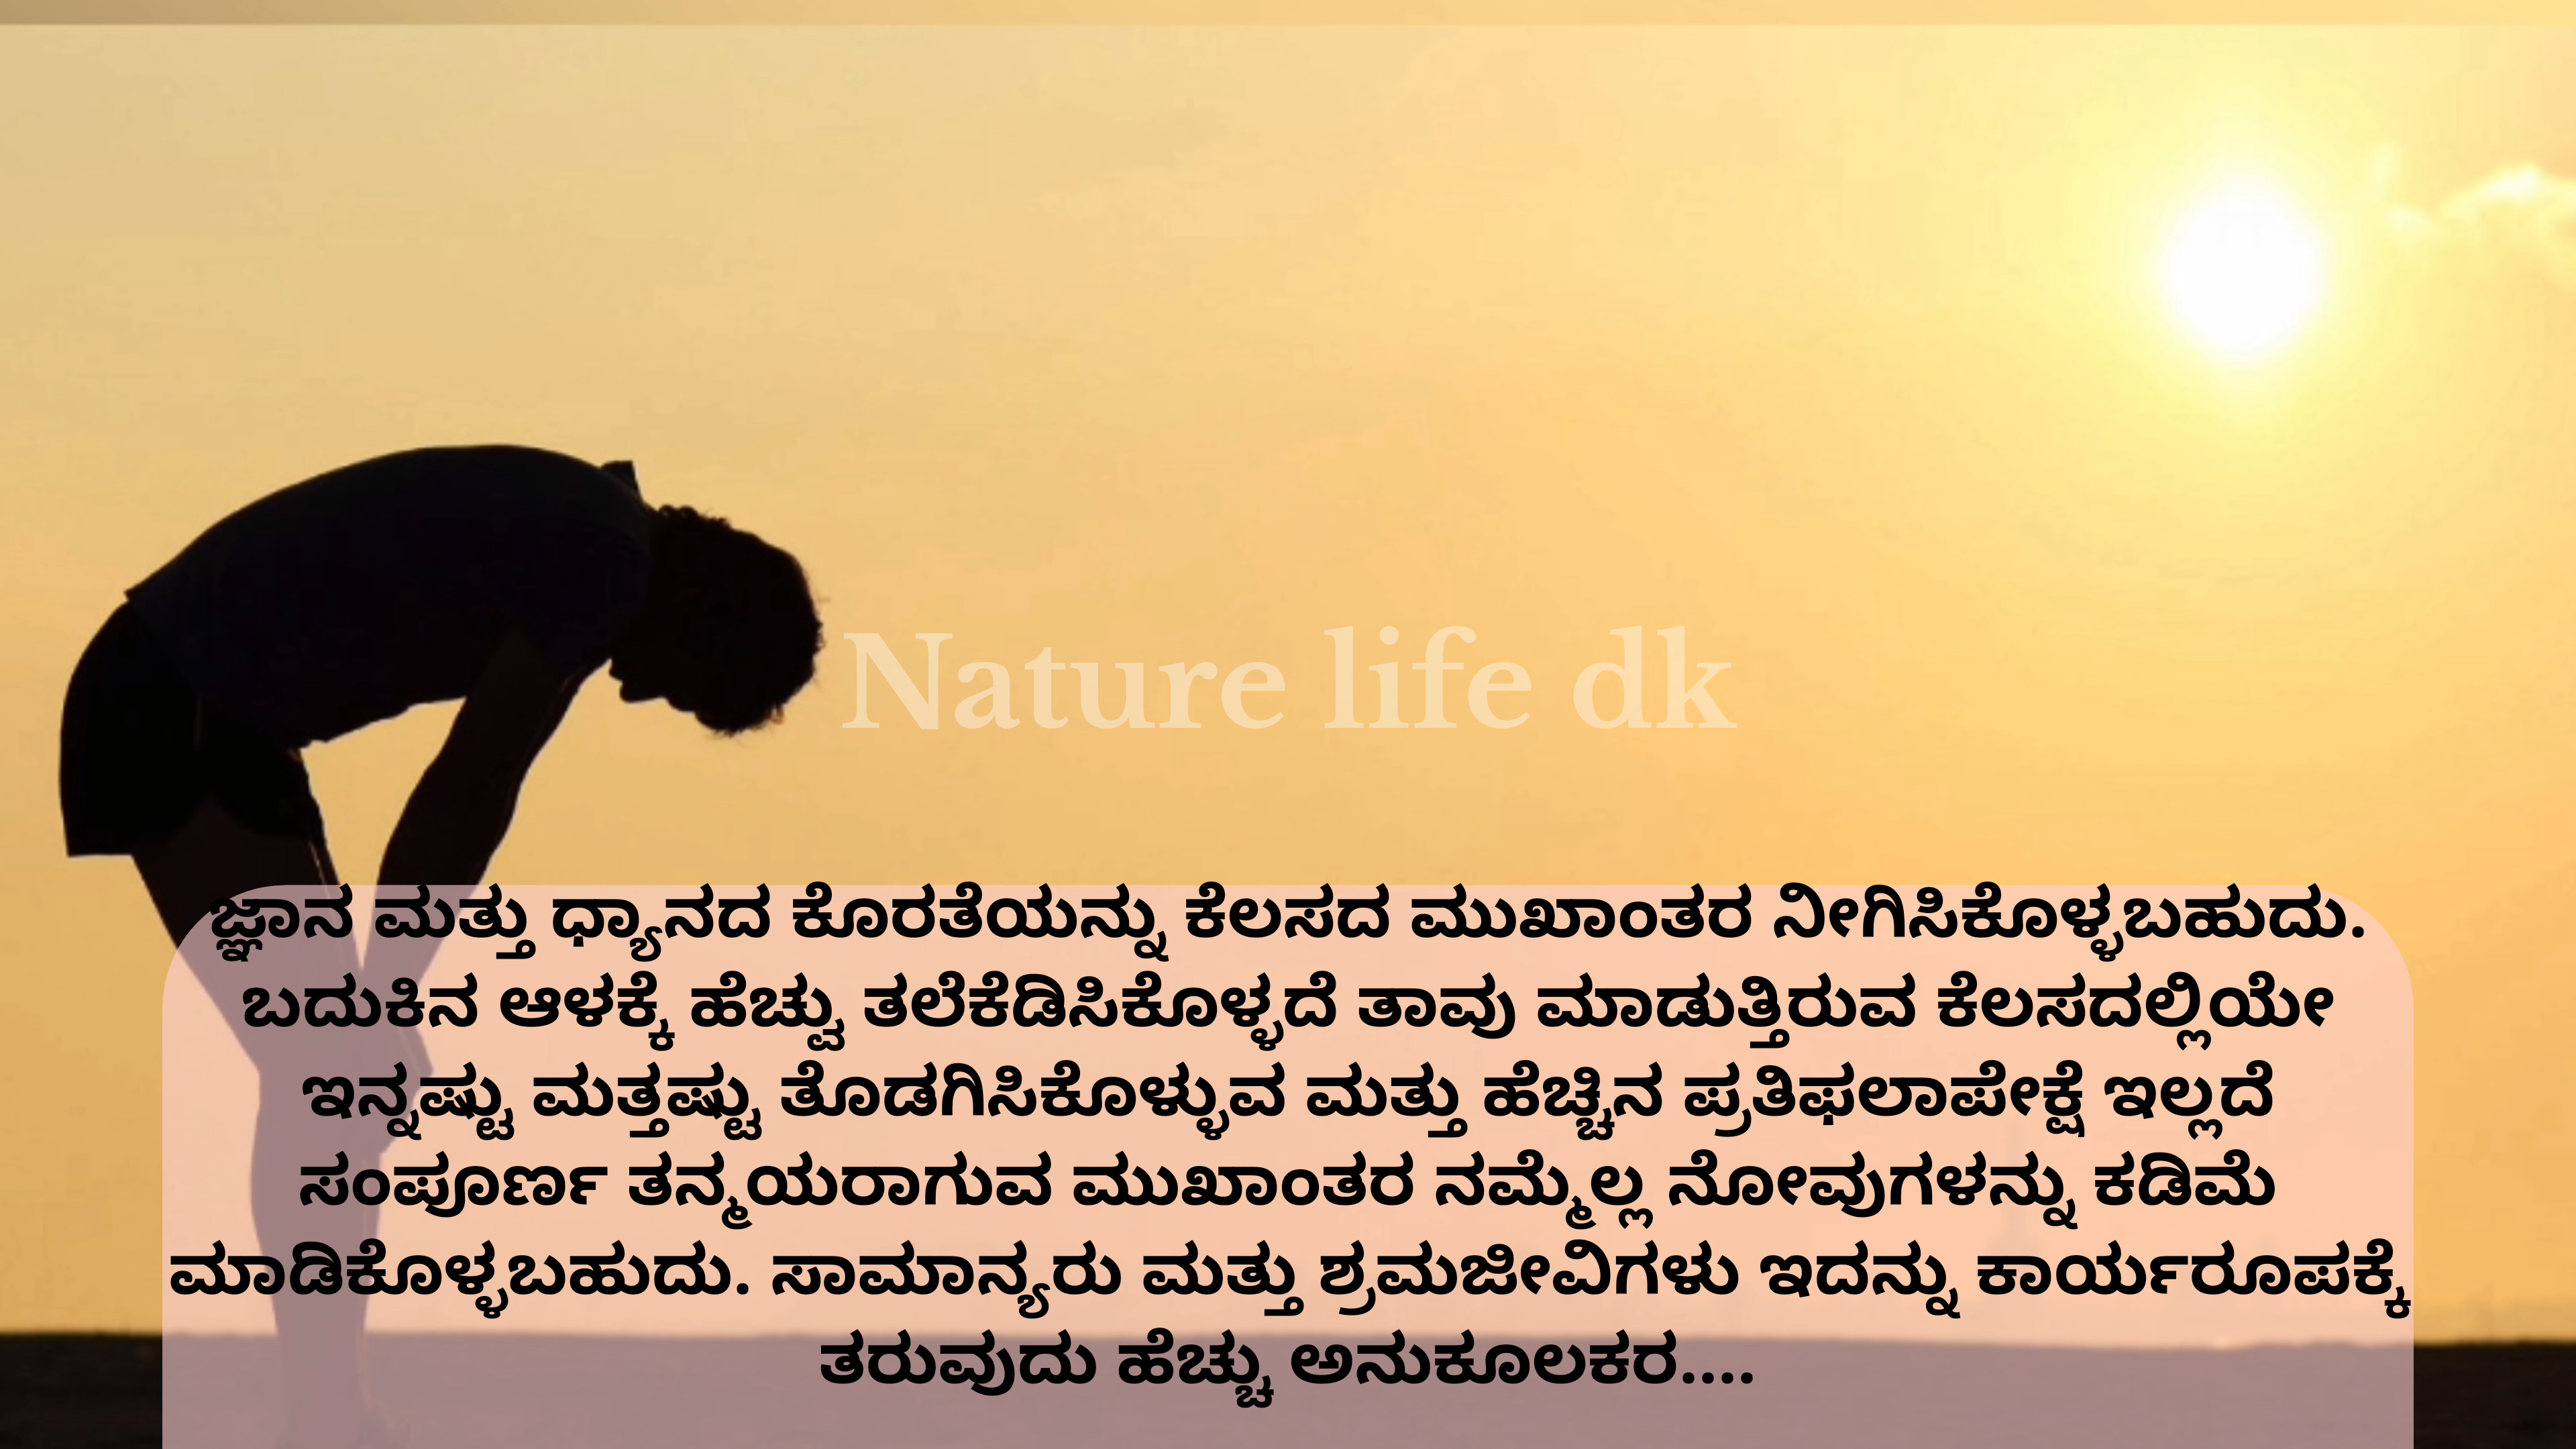 Nature life dk
ಜ್ಞಾನ ಮತ್ತು ಧ್ಯಾನದ ಕೊರತೆಯನ್ನು ಕೆಲಸದ ಮುಖಾಂತರ ನೀಗಿಸಿಕೊಳ್ಳಬಹುದು.
ಬದುಕಿನ ಆಳಕ್ಕೆ ಹೆಚ್ವು ತಲೆಕೆಡಿಸಿಕೊಳ್ಳದೆ ತಾವು ಮಾಡುತ್ತಿರುವ ಕೆಲಸದಲ್ಲಿಯೇ
ಇನ್ನಷ್ಟು ಮತ್ತಷ್ಟು ತೊಡಗಿಸಿಕೊಳ್ಳುವ ಮತ್ತು ಹೆಚ್ಚಿನ ಪ್ರತಿಫಲಾಪೇಕ್ಷೆ ಇಲ್ಲದೆ
ಸಂಪೂರ್ಣ ತನ್ಮಯರಾಗುವ ಮುಖಾಂತರ ನಮ್ಮೆಲ್ಲ ನೋವುಗಳನ್ನು ಕಡಿಮೆ
ಮಾಡಿಕೊಳ್ಳಬಹುದು. ಸಾಮಾನ್ಯರು ಮತ್ತು ಶ್ರಮಜೀವಿಗಳು ಇದನ್ನು ಕಾರ್ಯರೂಪಕ್ಕೆ
ತರುವುದು ಹೆಚ್ಚು ಅನುಕೂಲಕರ....